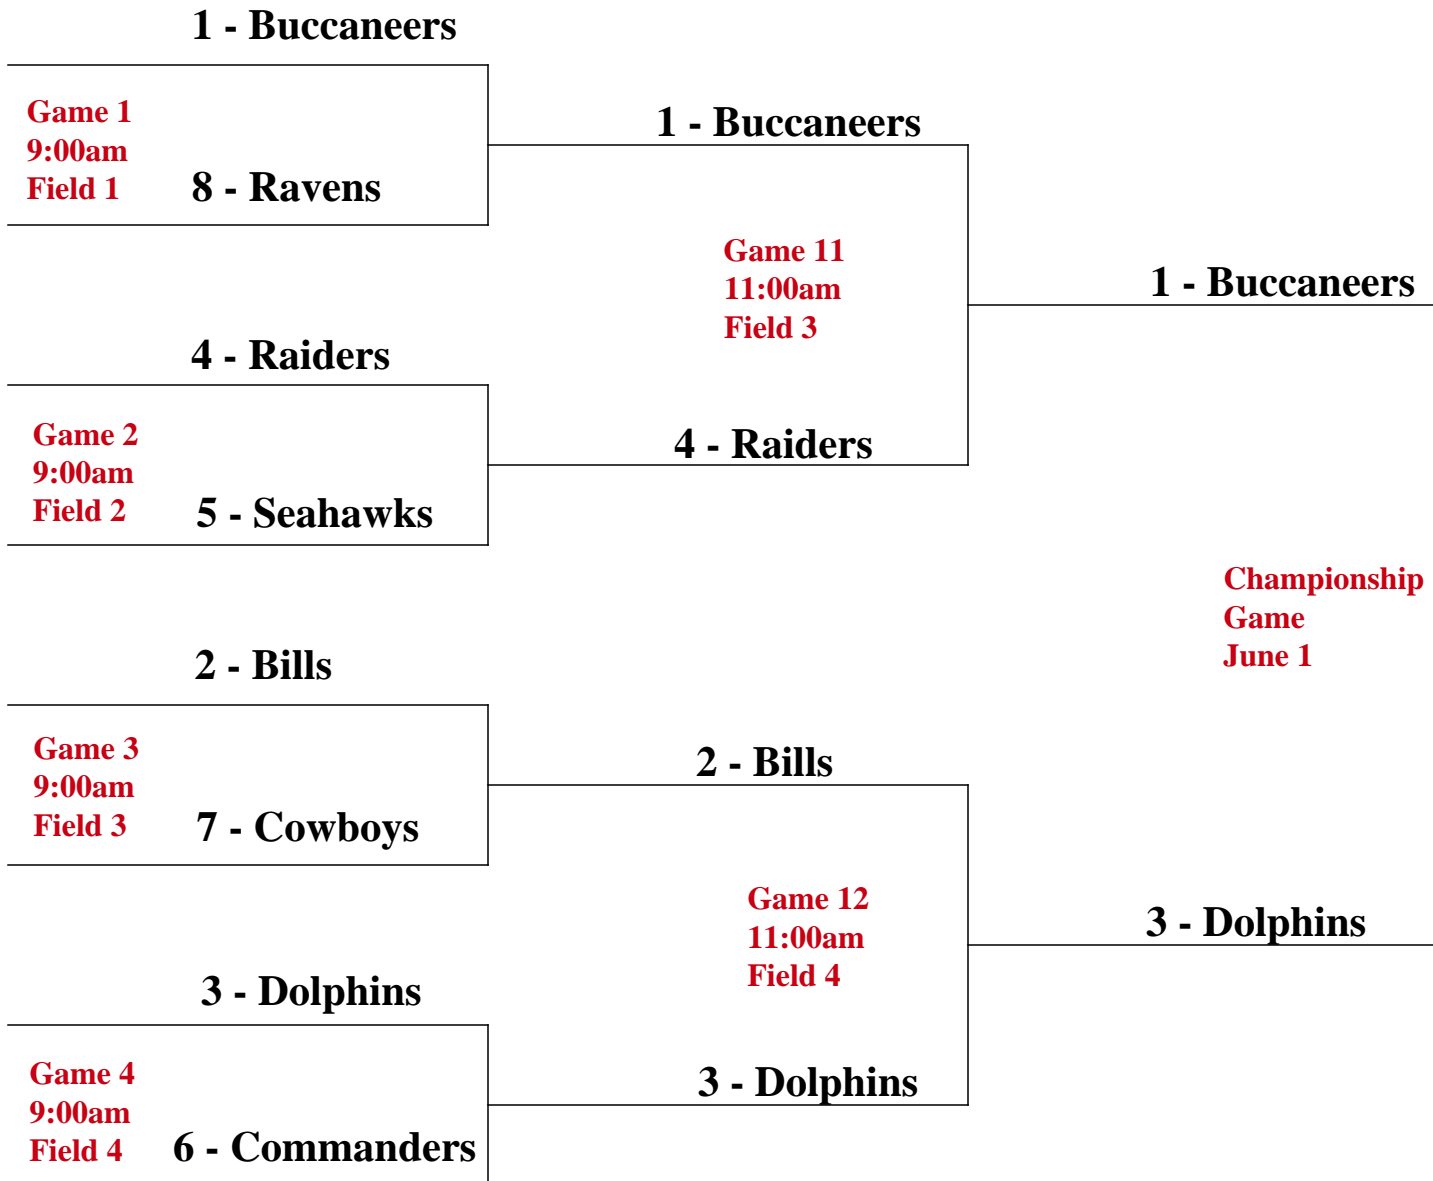 1 - Buccaneers
Game 1
9:00am
Field 1
8 - Ravens
1 - Buccaneers
Game 11
11:00am
Field 3
1 - Buccaneers
4 - Raiders
Game 2
9:00am
Field 2
5 - Seahawks
4 - Raiders
Championship
Game
June 1
2 - Bills
Game 3
9:00am
Field 3
7 - Cowboys
2 - Bills
Game 12
11:00am
Field 4
3 - Dolphins
3 - Dolphins
Game 4
9:00am
Field 4
6 - Commanders
3 - Dolphins